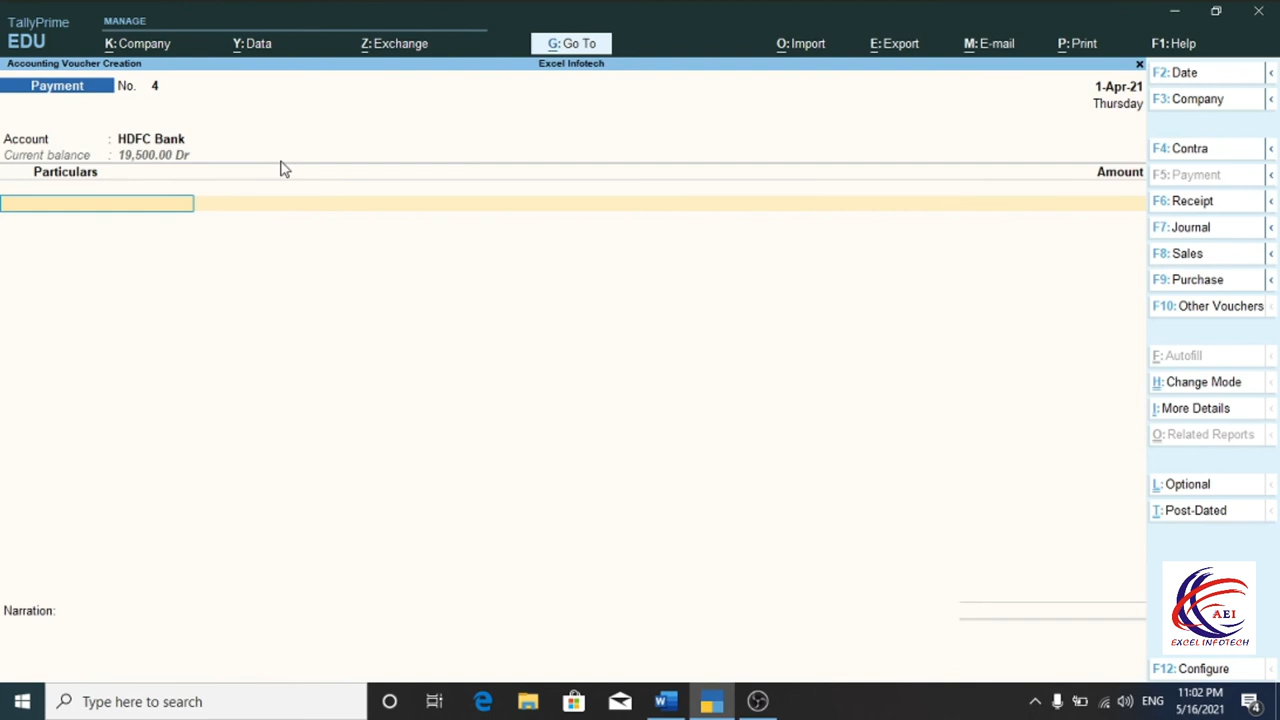 TallyPrime
EDU
MANAGE
K: Company
Y: Data
Z: Exchange
G: Go To
O: Import
E: Export
M: E-mail
P: Print
F1: Help
Accounting Voucher Creation
Excel Infotech
Payment No. 4
1-Apr-21
Thursday
Account : HDFC Bank
Current balance : 19,500.00 Dr
Particulars
Amount
Narration:
F2: Date
F3: Company
F4: Contra
F5: Payment
F6: Receipt
F7: Journal
F8: Sales
F9: Purchase
F10: Other Vouchers
F: Autofill
H: Change Mode
I: More Details
O: Related Reports
L: Optional
T: Post-Dated
AEI
EXCEL INFOTECH
F12: Configure
Type here to search
ENG
11:02 PM
5/16/2021
4